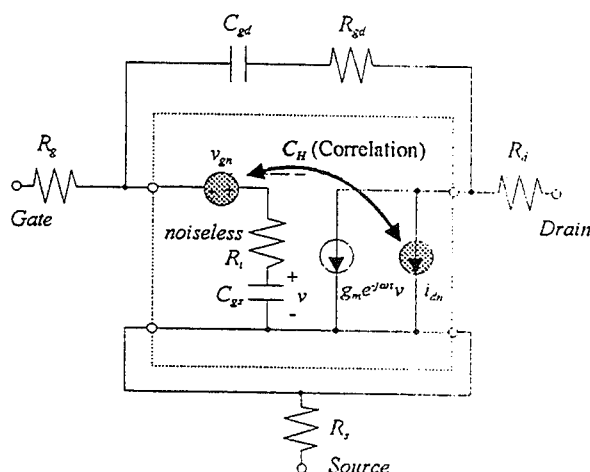 C_gd R_gd
R_g
v_gn C_H (Correlation) R_d
Gate noiseless Drain
R_i
+
C_gs v g_m e^-jωτ v i_dn
-
R_s
Source